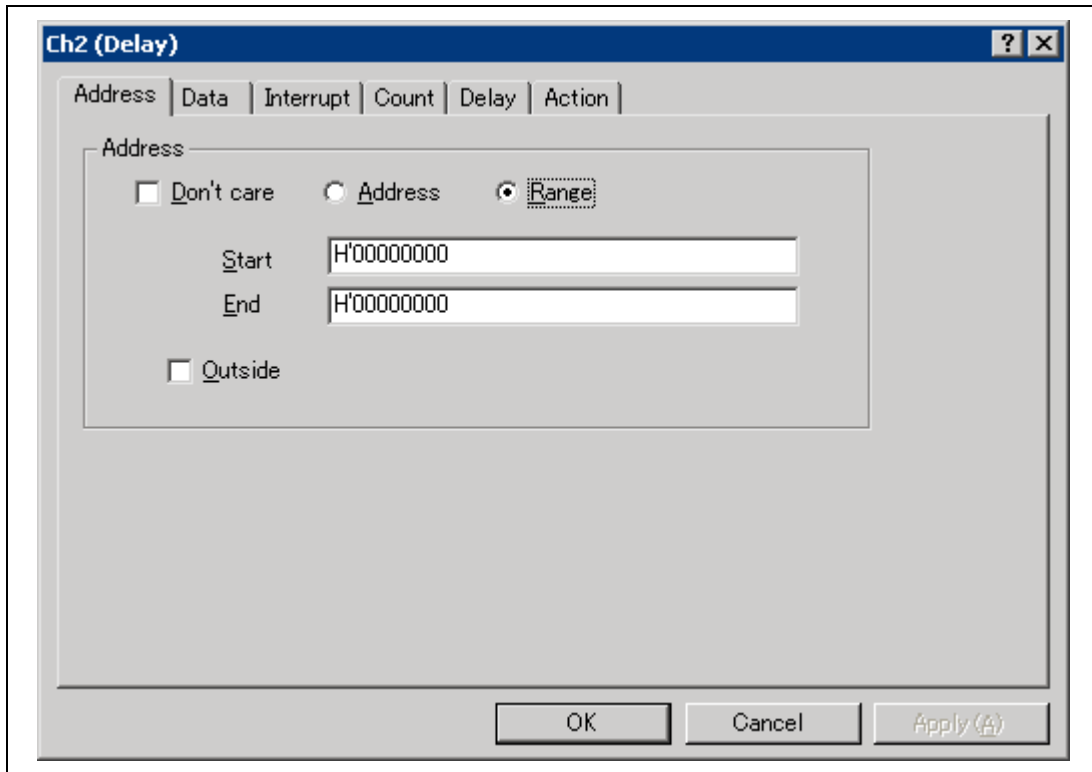 Ch2 (Delay)
Address Data Interrupt Count Delay Action
Address
Don't care Address Range
Start H'00000000
End H'00000000
Outside
OK Cancel Apply (A)